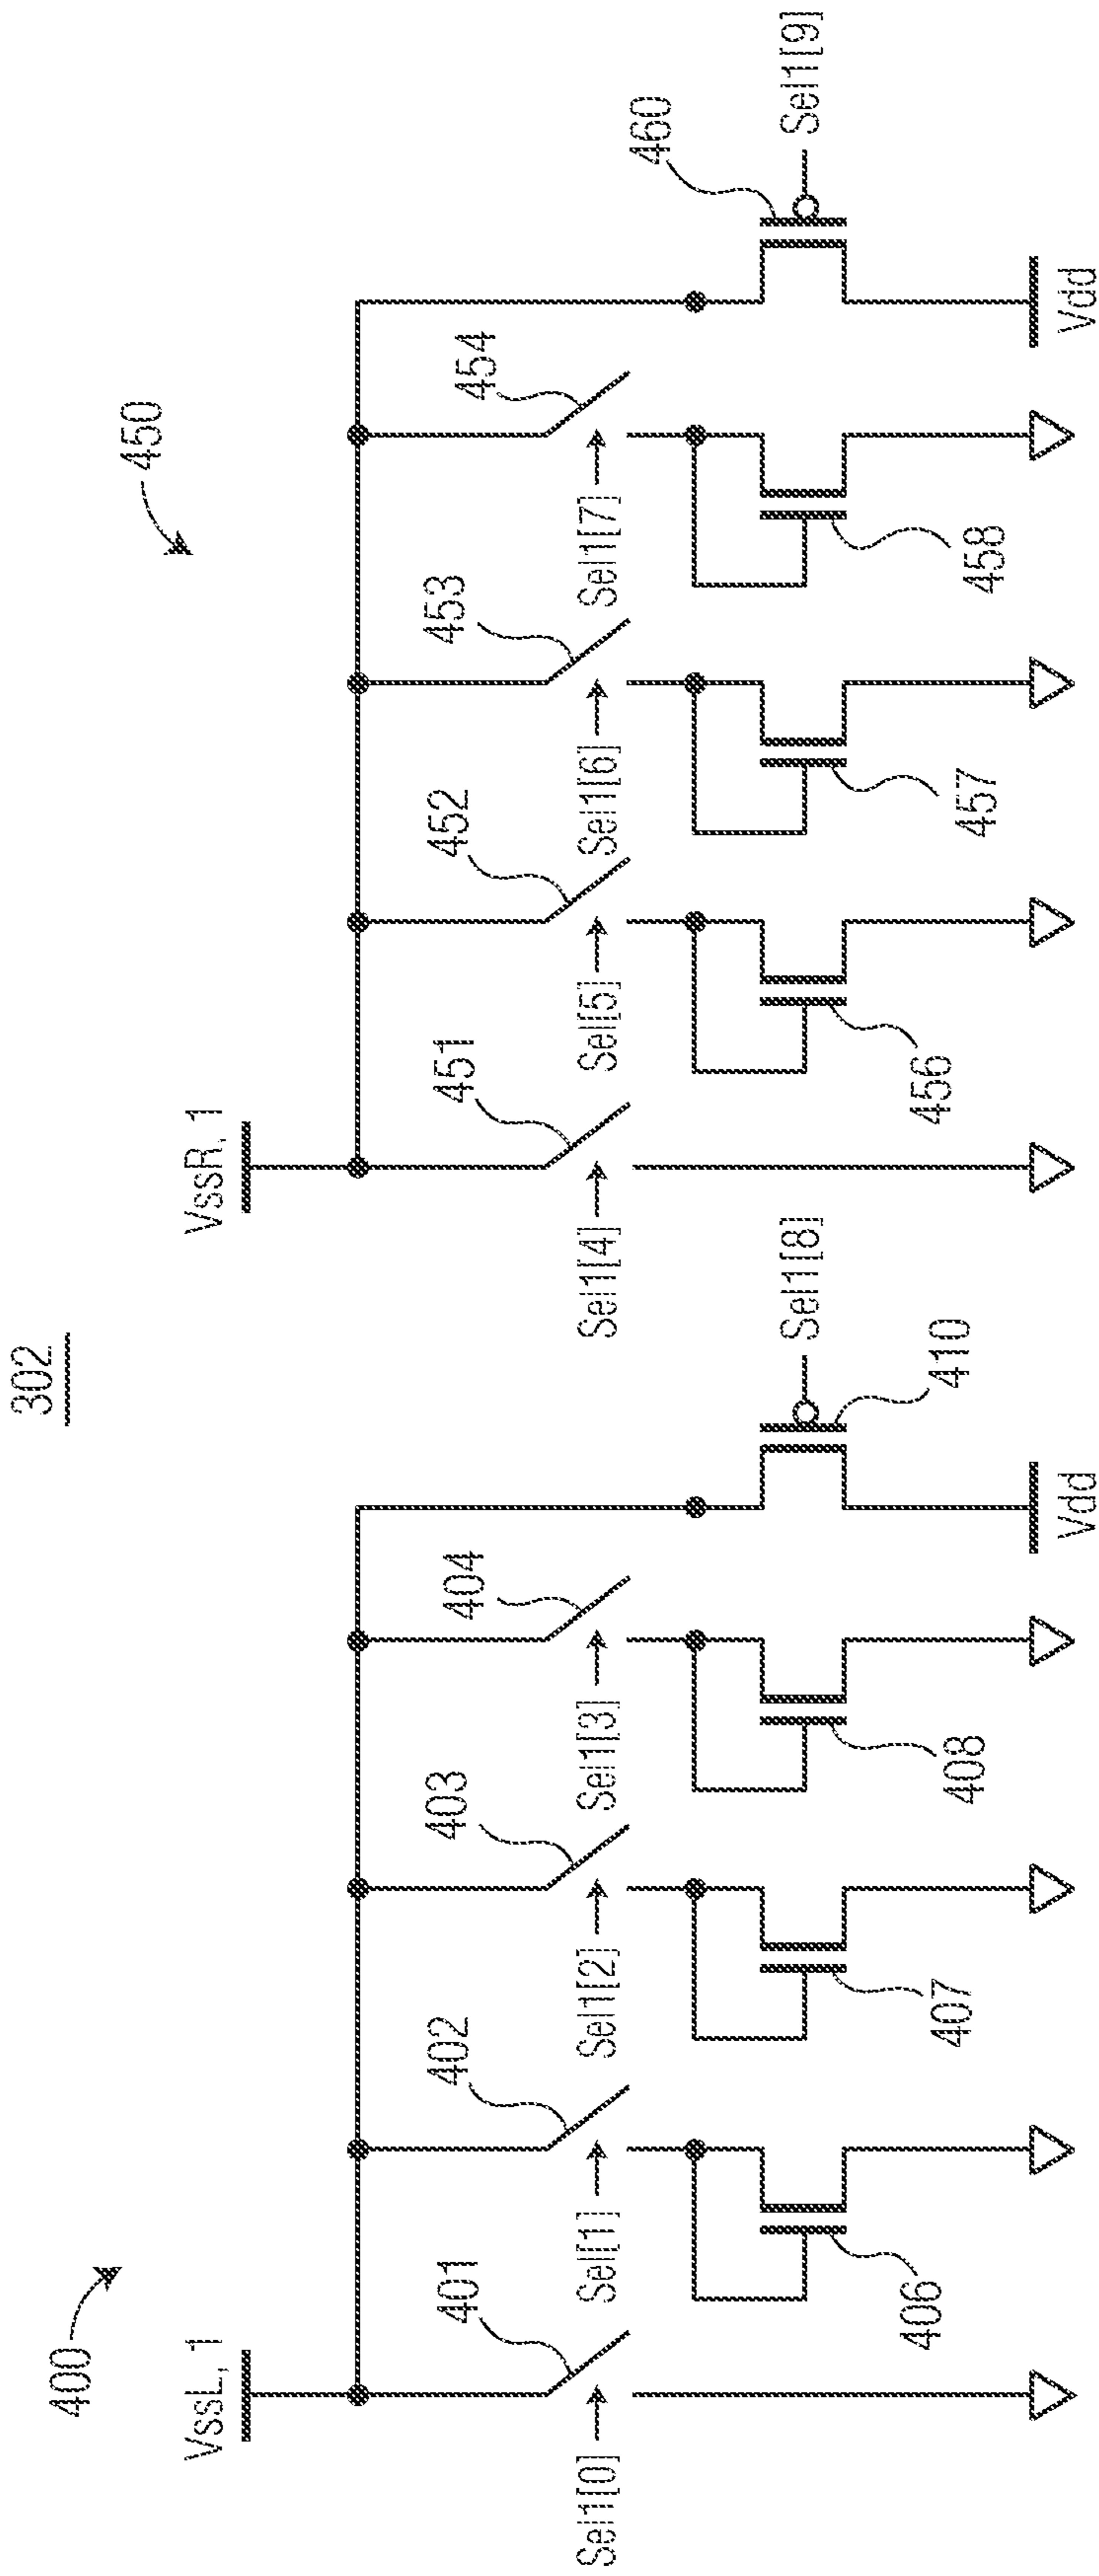 302
400
450
VssL, 1
VssR, 1
401
402
403
404
451
452
453
454
460
Sel1[0]
Sel[1]
Sel1[2]
Sel1[3]
Sel1[4]
Sel[5]
Sel1[6]
Sel1[7]
Sel1[8]
Sel1[9]
406
407
408
410
456
457
458
Vdd
Vdd